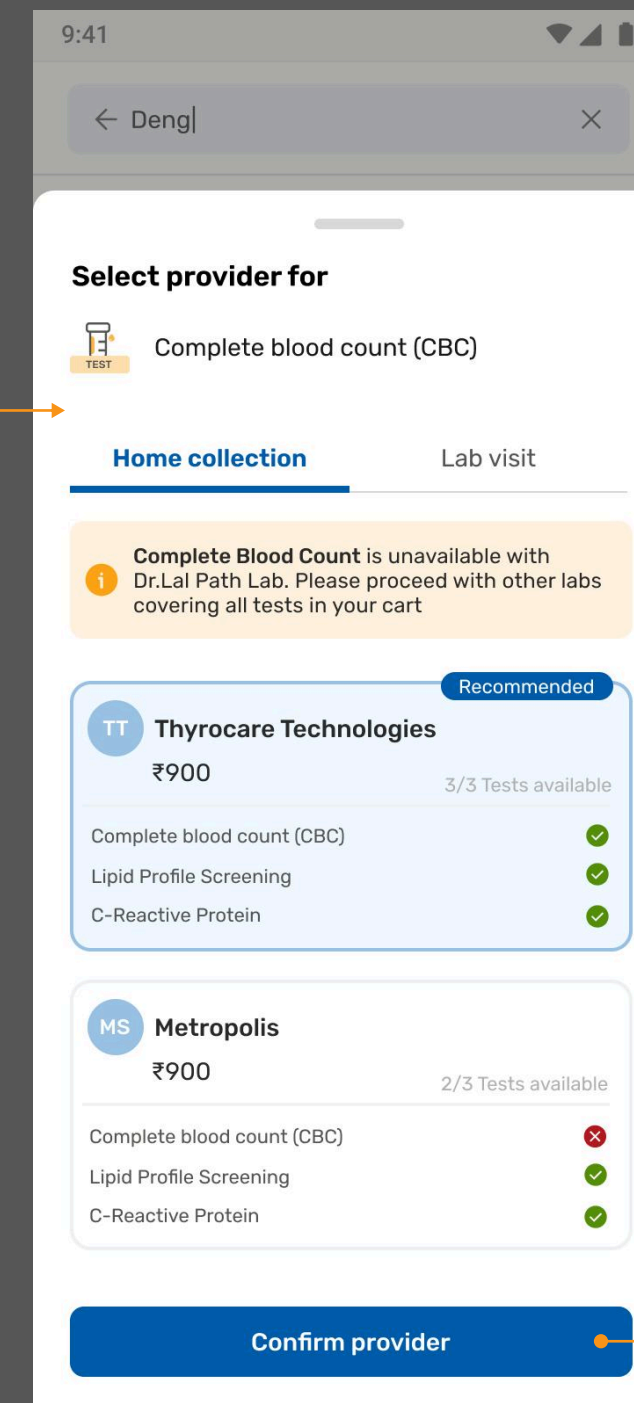 9:41
Deng
Select provider for
TEST
Complete blood count (CBC)
Home collection
Lab visit
i
Complete Blood Count is unavailable with
Dr.Lal Path Lab. Please proceed with other labs
covering all tests in your cart
Recommended
TT
Thyrocare Technologies
₹900
3/3 Tests available
Complete blood count (CBC)
Lipid Profile Screening
C-Reactive Protein
MS
Metropolis
₹900
2/3 Tests available
Complete blood count (CBC)
Lipid Profile Screening
C-Reactive Protein
Confirm provider